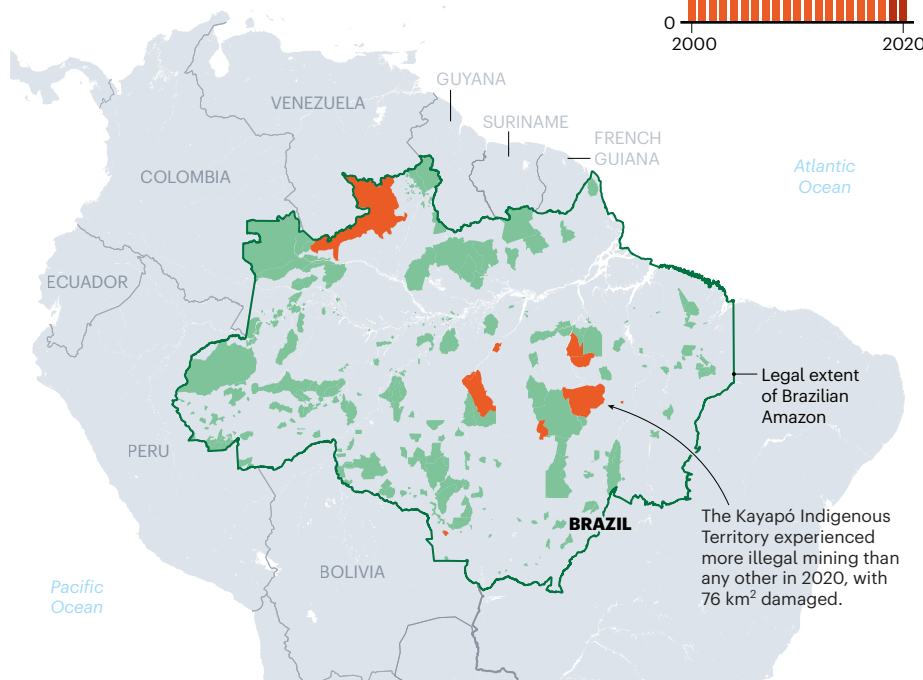 0
2000
2020
GUYANA
VENEZUELA
SURINAME
FRENCH
GUIANA
COLOMBIA
Atlantic
Ocean
ECUADOR
Legal extent
of Brazilian
Amazon
PERU
The Kayapó Indigenous
Territory experienced
more illegal mining than
any other in 2020, with
76 km² damaged.
BRAZIL
BOLIVIA
Pacific
Ocean